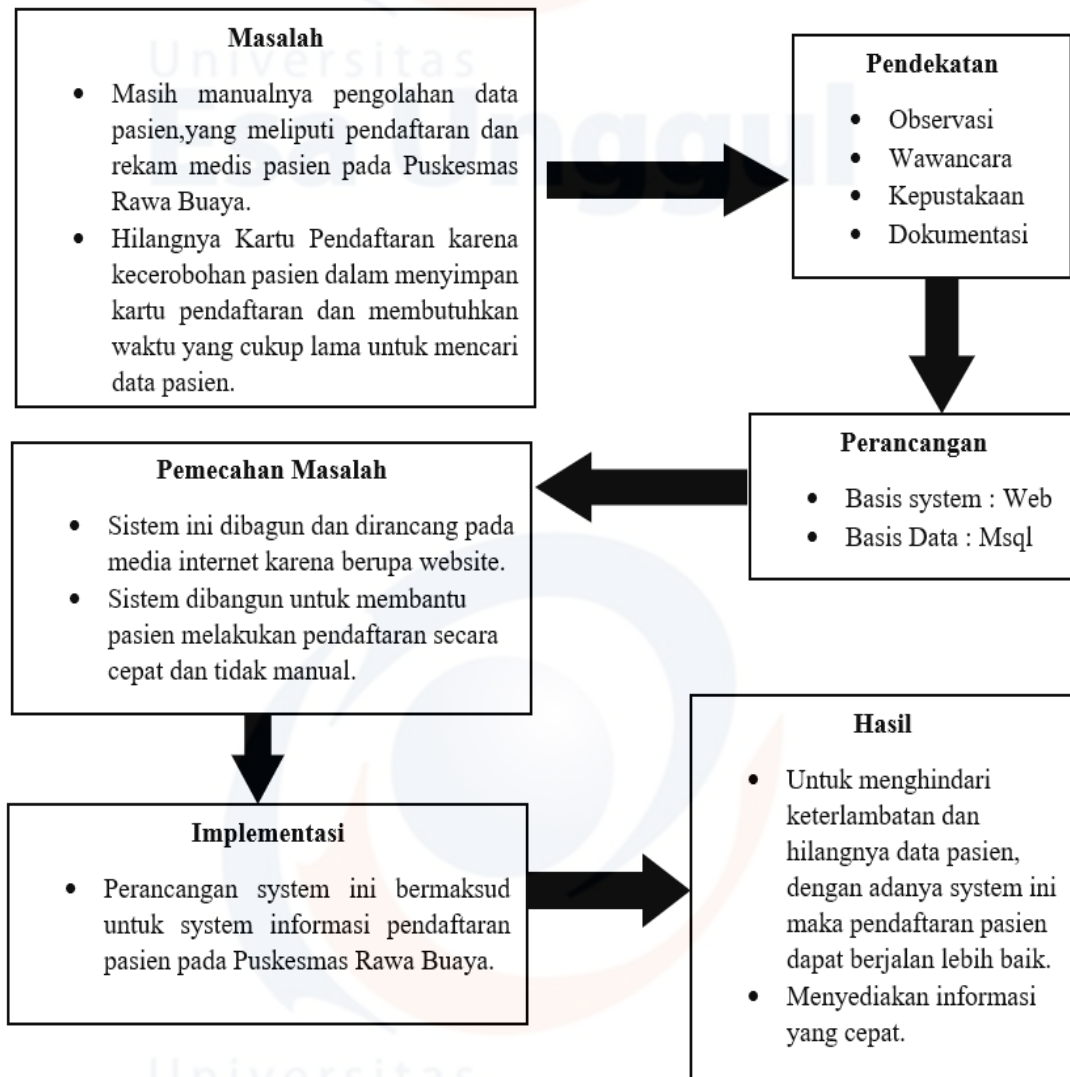 Universitas
Esa Unggul
Masalah
• Masih manualnya pengolahan data
pasien,yang meliputi pendaftaran dan
rekam medis pasien pada Puskesmas
Rawa Buaya.
• Hilangnya Kartu Pendaftaran karena
kecerobohan pasien dalam menyimpan
kartu pendaftaran dan membutuhkan
waktu yang cukup lama untuk mencari
data pasien.
Pendekatan
• Observasi
• Wawancara
• Kepustakaan
• Dokumentasi
Perancangan
• Basis system : Web
• Basis Data : Msql
Pemecahan Masalah
• Sistem ini dibagun dan dirancang pada
media internet karena berupa website.
• Sistem dibangun untuk membantu
pasien melakukan pendaftaran secara
cepat dan tidak manual.
Implementasi
• Perancangan system ini bermaksud
untuk system informasi pendaftaran
pasien pada Puskesmas Rawa Buaya.
Hasil
• Untuk menghindari
keterlambatan dan
hilangnya data pasien,
dengan adanya system ini
maka pendaftaran pasien
dapat berjalan lebih baik.
• Menyediakan informasi
yang cepat.
Universitas